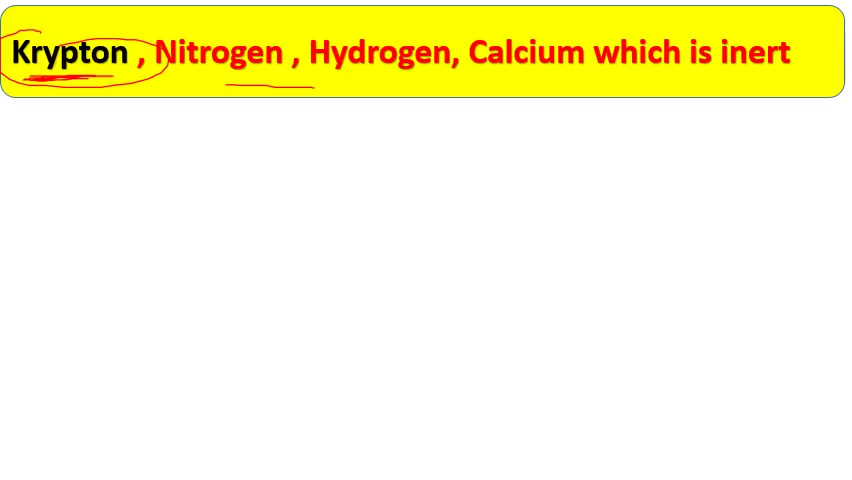 Krypton , Nitrogen , Hydrogen, Calcium which is inert